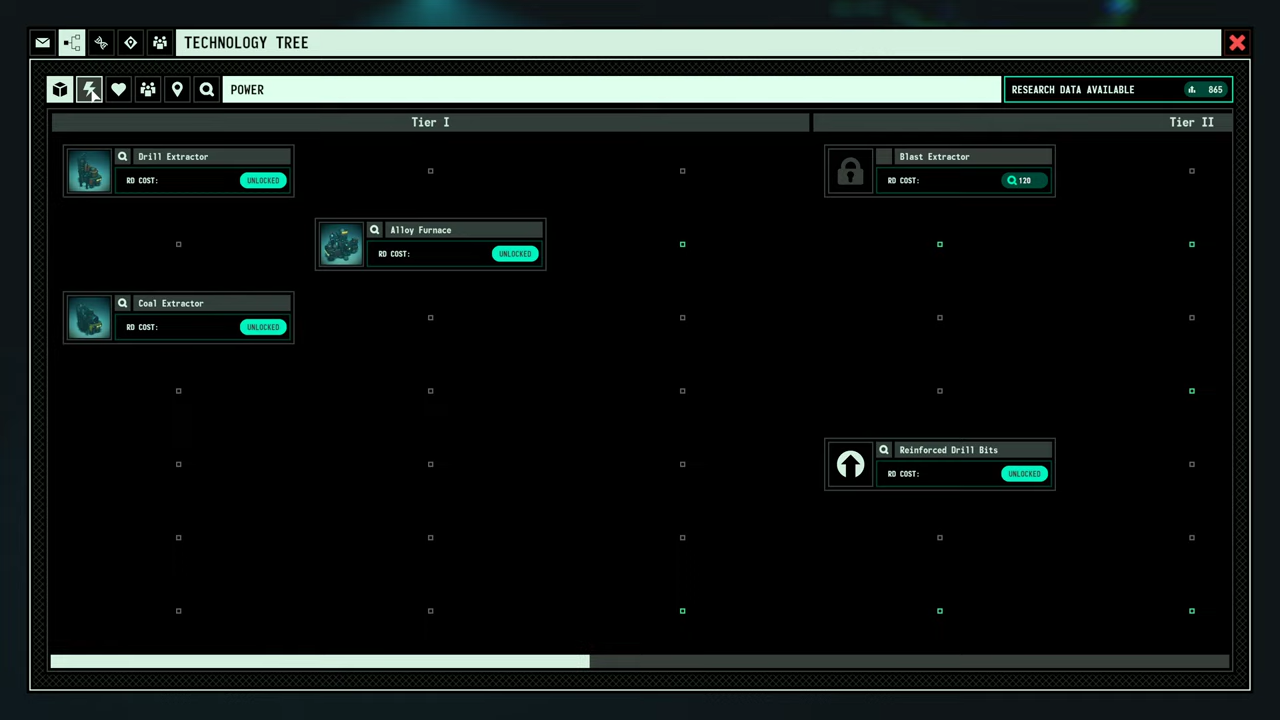 TECHNOLOGY TREE
POWER
RESEARCH DATA AVAILABLE 865
Tier I
Tier II
Drill Extractor
RD COST: UNLOCKED
Blast Extractor
RD COST: 120
Alloy Furnace
RD COST: UNLOCKED
Coal Extractor
RD COST: UNLOCKED
Reinforced Drill Bits
RD COST: UNLOCKED